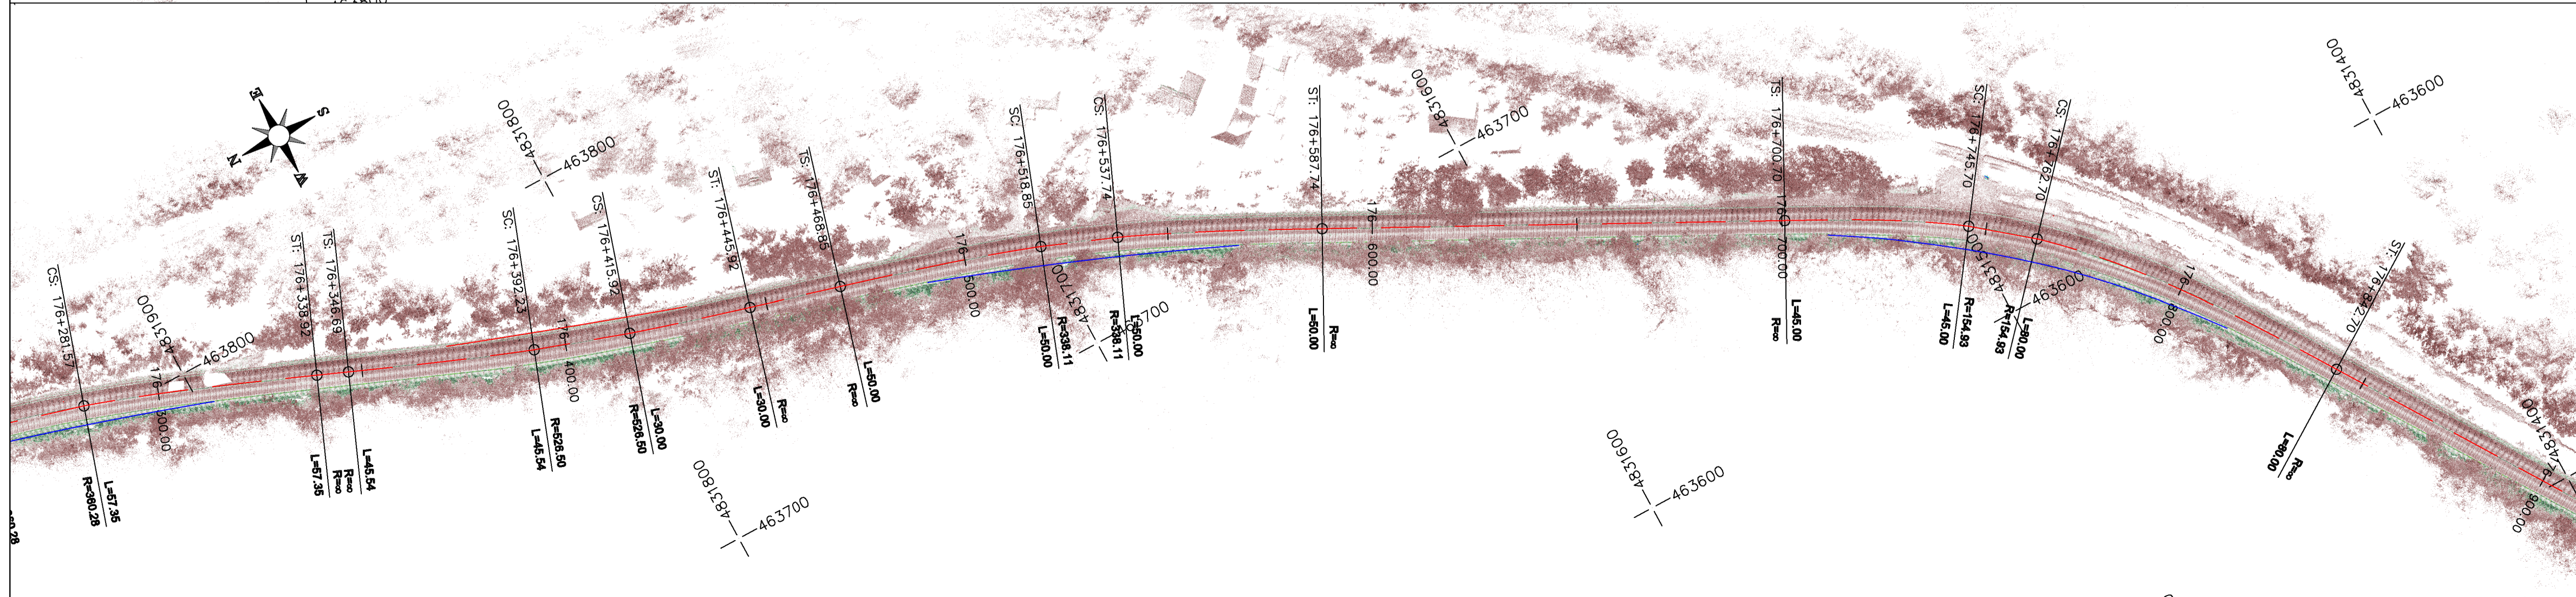 E
S
N
W
4831900
463800
4831800
463800
4831800
463700
4831700
463700
4831600
463700
4831600
463600
4831500
463600
4831400
463600
4831400
CS: 176+281.57
L=57.35
R=360.28
176
300.00
ST: 176+338.92
R=∞
L=57.35
TS: 176+346.69
L=45.54
R=∞
SC: 176+392.23
R=526.50
L=45.54
176
400.00
CS: 176+415.92
L=30.00
R=526.50
ST: 176+445.92
R=∞
L=30.00
TS: 176+468.85
L=50.00
R=∞
176
500.00
SC: 176+518.85
R=338.11
L=50.00
CS: 176+537.74
L=50.00
R=338.11
ST: 176+587.74
R=∞
L=50.00
176
600.00
TS: 176+700.70
L=45.00
R=∞
176
700.00
SC: 176+745.70
R=154.93
L=45.00
CS: 176+762.70
L=80.00
R=154.93
176
800.00
ST: 176+842.70
R=∞
L=80.00
176
900.00